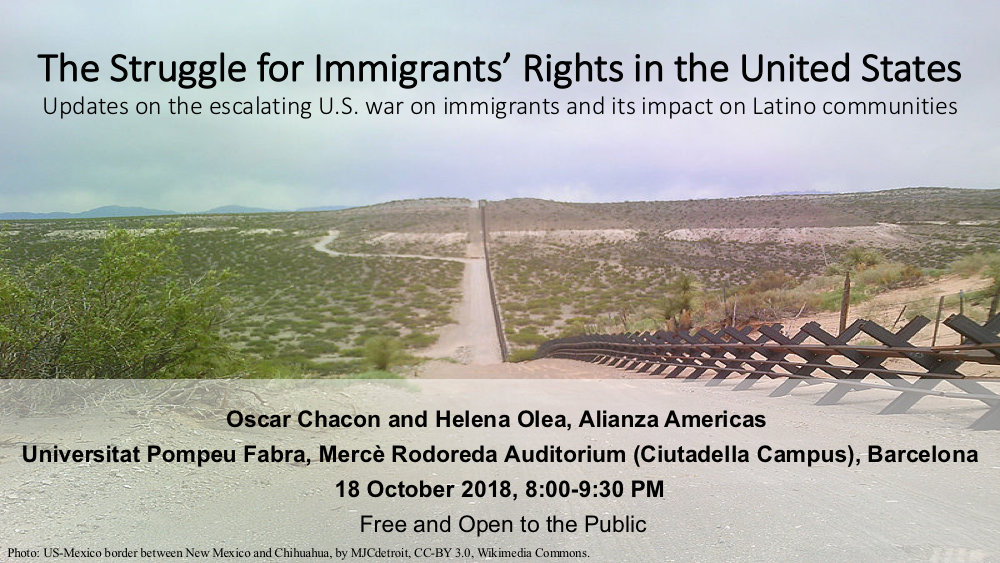 The Struggle for Immigrants’ Rights in the United States
Updates on the escalating U.S. war on immigrants and its impact on Latino communities
Oscar Chacon and Helena Olea, Alianza Americas
Universitat Pompeu Fabra, Mercè Rodoreda Auditorium (Ciutadella Campus), Barcelona
18 October 2018, 8:00-9:30 PM
Free and Open to the Public
Photo: US-Mexico border between New Mexico and Chihuahua, by MJCdetroit, CC-BY 3.0, Wikimedia Commons.